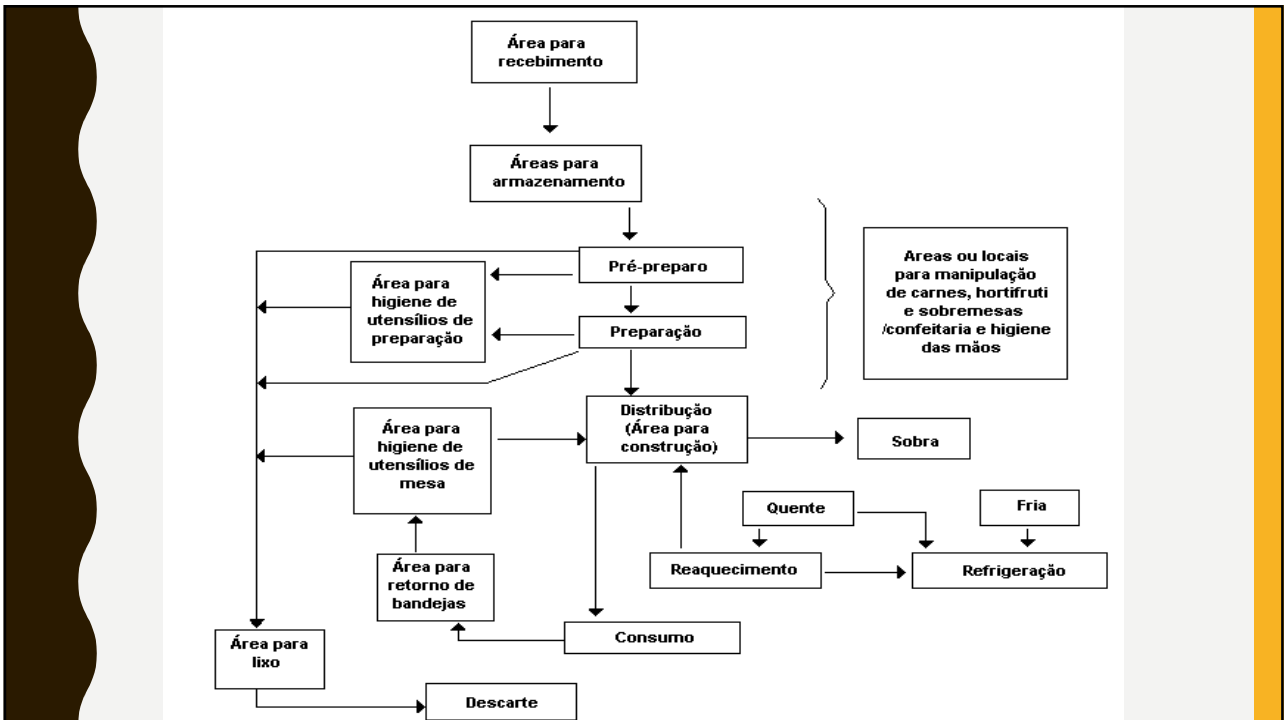 Área para
recebimento
Áreas para
armazenamento
Pré-preparo
Área para
higiene de
utensílios de
preparação
Preparação
Areas ou locais
para manipulação
de carnes, hortifruti
e sobremesas
/confeitaria e higiene
das mãos
Distribução
(Área para
construção)
Área para
higiene de
utensílios de
mesa
Sobra
Quente
Fria
Reaquecimento
Refrigeração
Área para
retorno de
bandejas
Consumo
Área para
lixo
Descarte